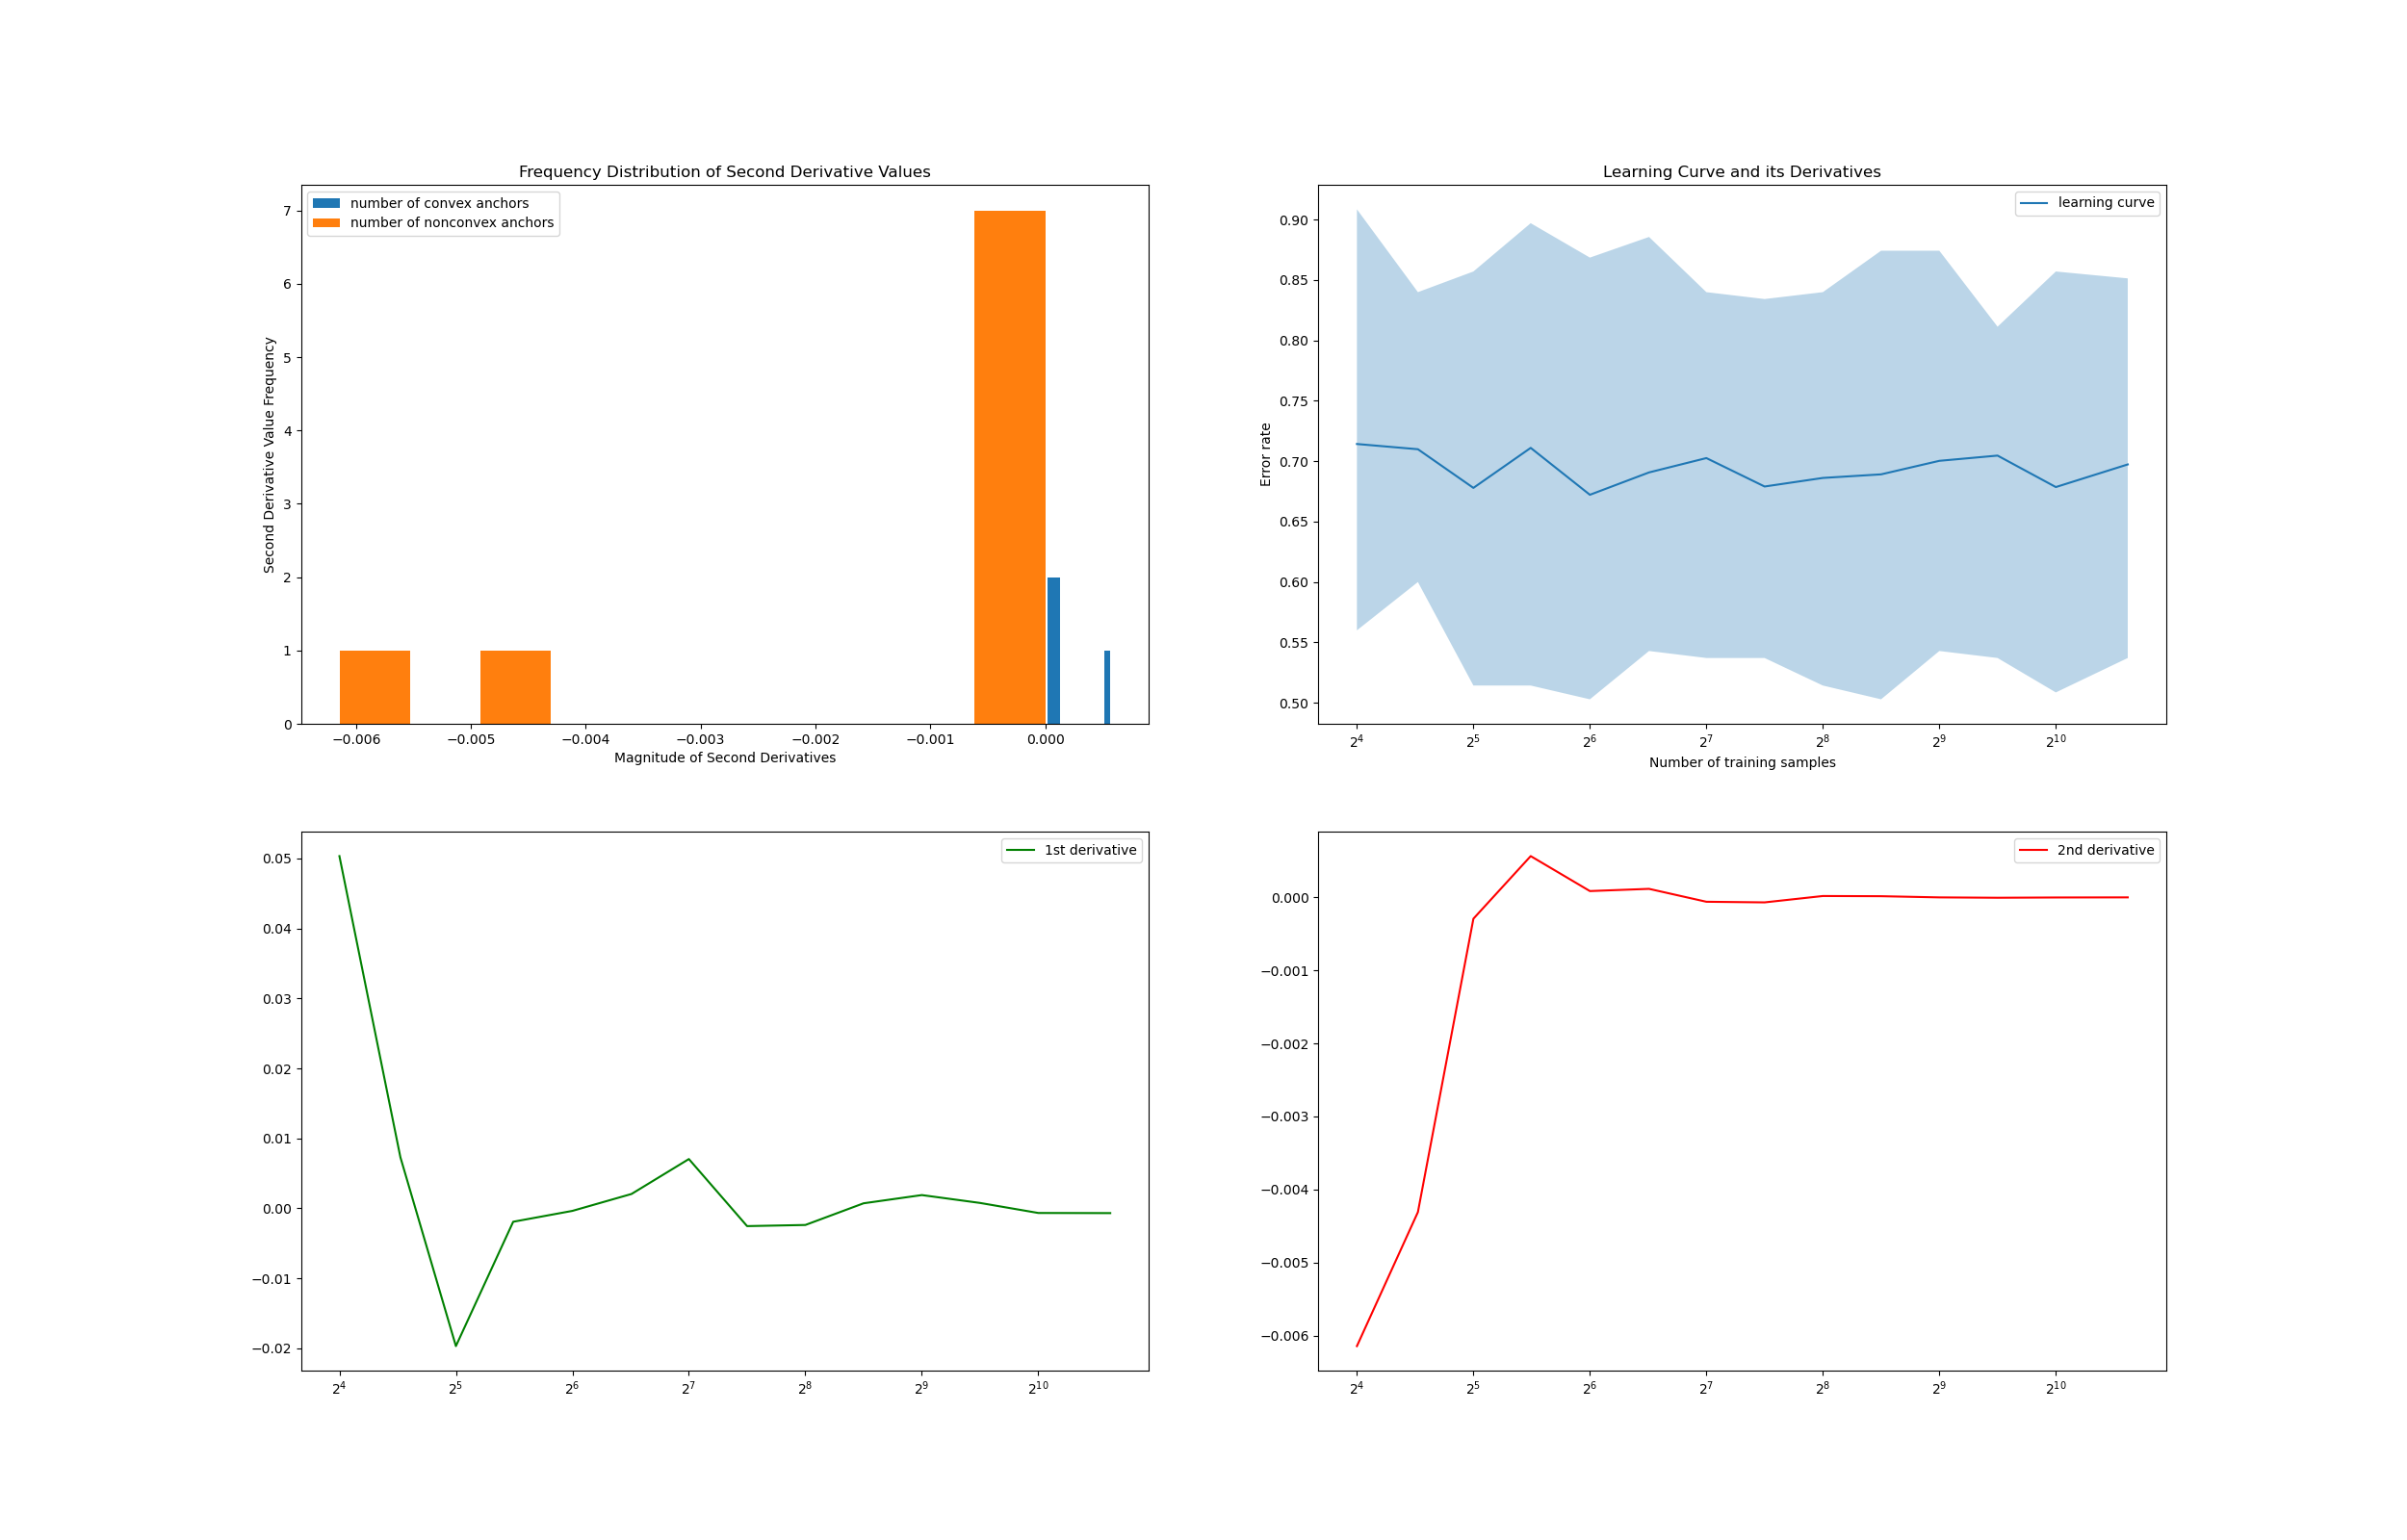 Frequency Distribution of Second Derivative Values
number of convex anchors
number of nonconvex anchors
7
6
5
4
3
2
1
0
Second Derivative Value Frequency
−0.006 −0.005 −0.004 −0.003 −0.002 −0.001 0.000
Magnitude of Second Derivatives
Learning Curve and its Derivatives
learning curve
0.90
0.85
0.80
0.75
0.70
0.65
0.60
0.55
0.50
Error rate
2^4 2^5 2^6 2^7 2^8 2^9 2^10
Number of training samples
1st derivative
0.05
0.04
0.03
0.02
0.01
0.00
−0.01
−0.02
2^4 2^5 2^6 2^7 2^8 2^9 2^10
2nd derivative
0.000
−0.001
−0.002
−0.003
−0.004
−0.005
−0.006
2^4 2^5 2^6 2^7 2^8 2^9 2^10